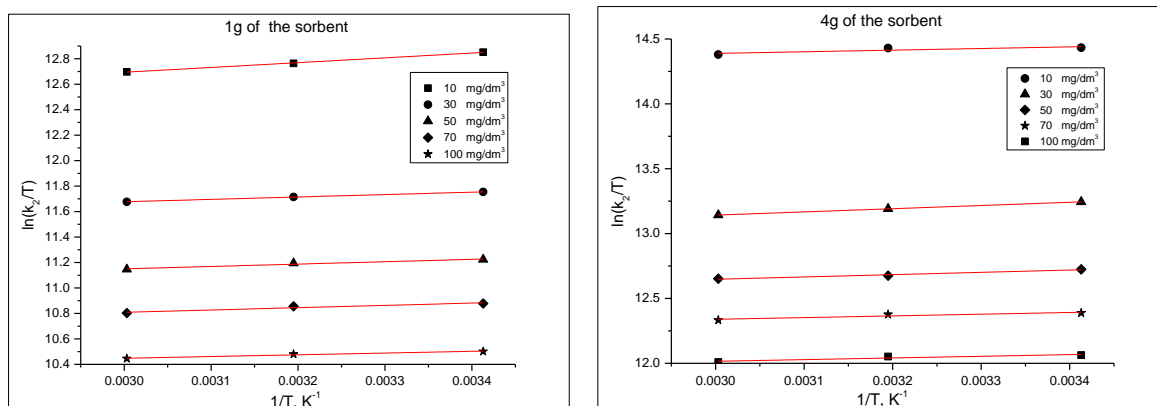 1g of the sorbent
ln(k₂/T)
12.8
12.6
12.4
12.2
12.0
11.8
11.6
11.4
11.2
11.0
10.8
10.6
10.4
10 mg/dm³
30 mg/dm³
50 mg/dm³
70 mg/dm³
100 mg/dm³
0.0030 0.0031 0.0032 0.0033 0.0034
1/T, K⁻¹
4g of the sorbent
ln(k₂/T)
14.5
14.0
13.5
13.0
12.5
12.0
10 mg/dm³
30 mg/dm³
50 mg/dm³
70 mg/dm³
100 mg/dm³
0.0030 0.0031 0.0032 0.0033 0.0034
1/T, K⁻¹